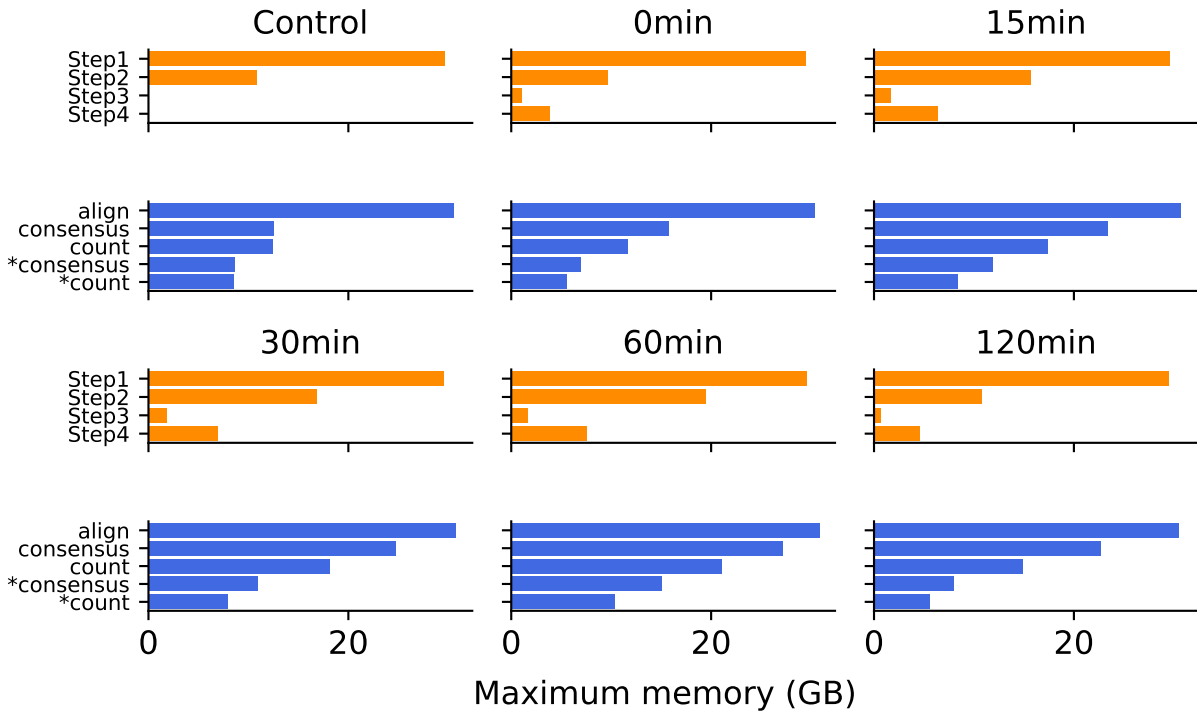 Control
0min
15min
Step1
Step2
Step3
Step4
align
consensus
count
*consensus
*count
30min
60min
120min
Step1
Step2
Step3
Step4
align
consensus
count
*consensus
*count
0 20 0 20 0 20
Maximum memory (GB)